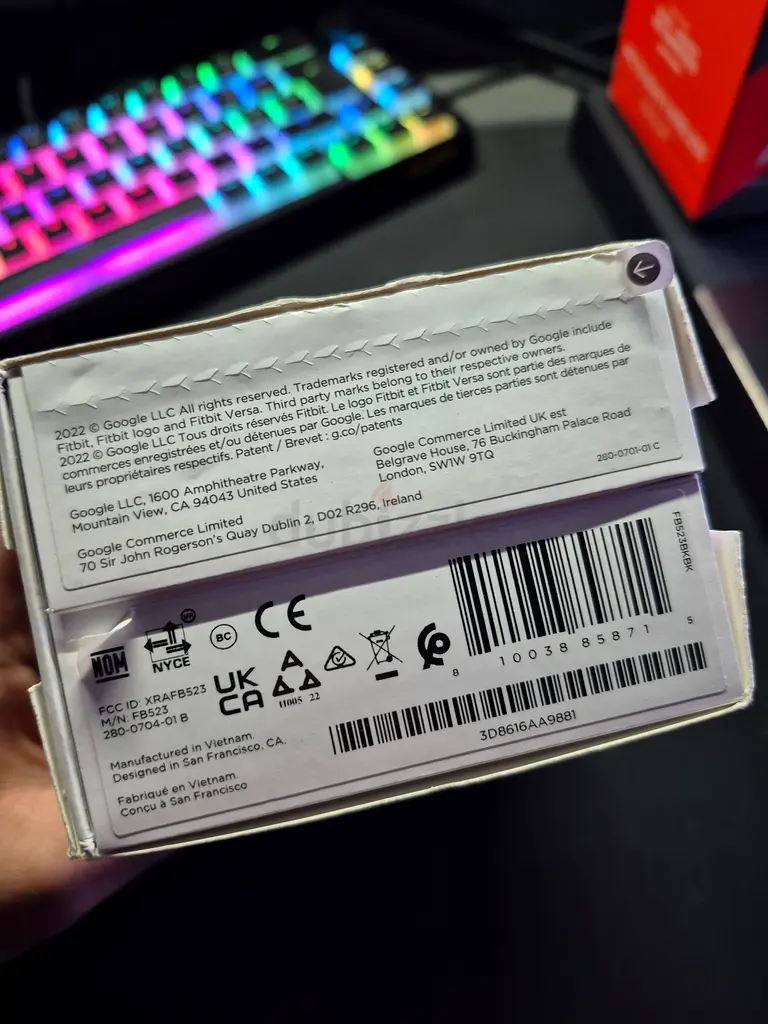 2022 © Google LLC All rights reserved. Trademarks registered and/or owned by Google include
Fitbit, Fitbit logo and Fitbit Versa. Third party marks belong to their respective owners.
2022 © Google LLC Tous droits réservés Fitbit. Le logo Fitbit et Fitbit Versa sont partie des marques de
commerces enregistrées et/ou détenues par Google. Les marques de tierces parties sont détenues par
leurs propriétaires respectifs. Patent / Brevet : g.co/patents
Google LLC, 1600 Amphitheatre Parkway,
Mountain View, CA 94043 United States
Google Commerce Limited UK est
Belgrave House, 76 Buckingham Palace Road
London, SW1W 9TQ
280-0701-01 C
Google Commerce Limited
70 Sir John Rogerson's Quay Dublin 2, D02 R296, Ireland
dubizzle
FB523BKBK
NOM
NYCE
BC
CE
UK
CA
11005 22
8 10038 85871 5
FCC ID: XRAFB523
M/N: FB523
280-0704-01 B
3D8616AA9881
Manufactured in Vietnam.
Designed in San Francisco, CA.
Fabriqué en Vietnam.
Conçu à San Francisco